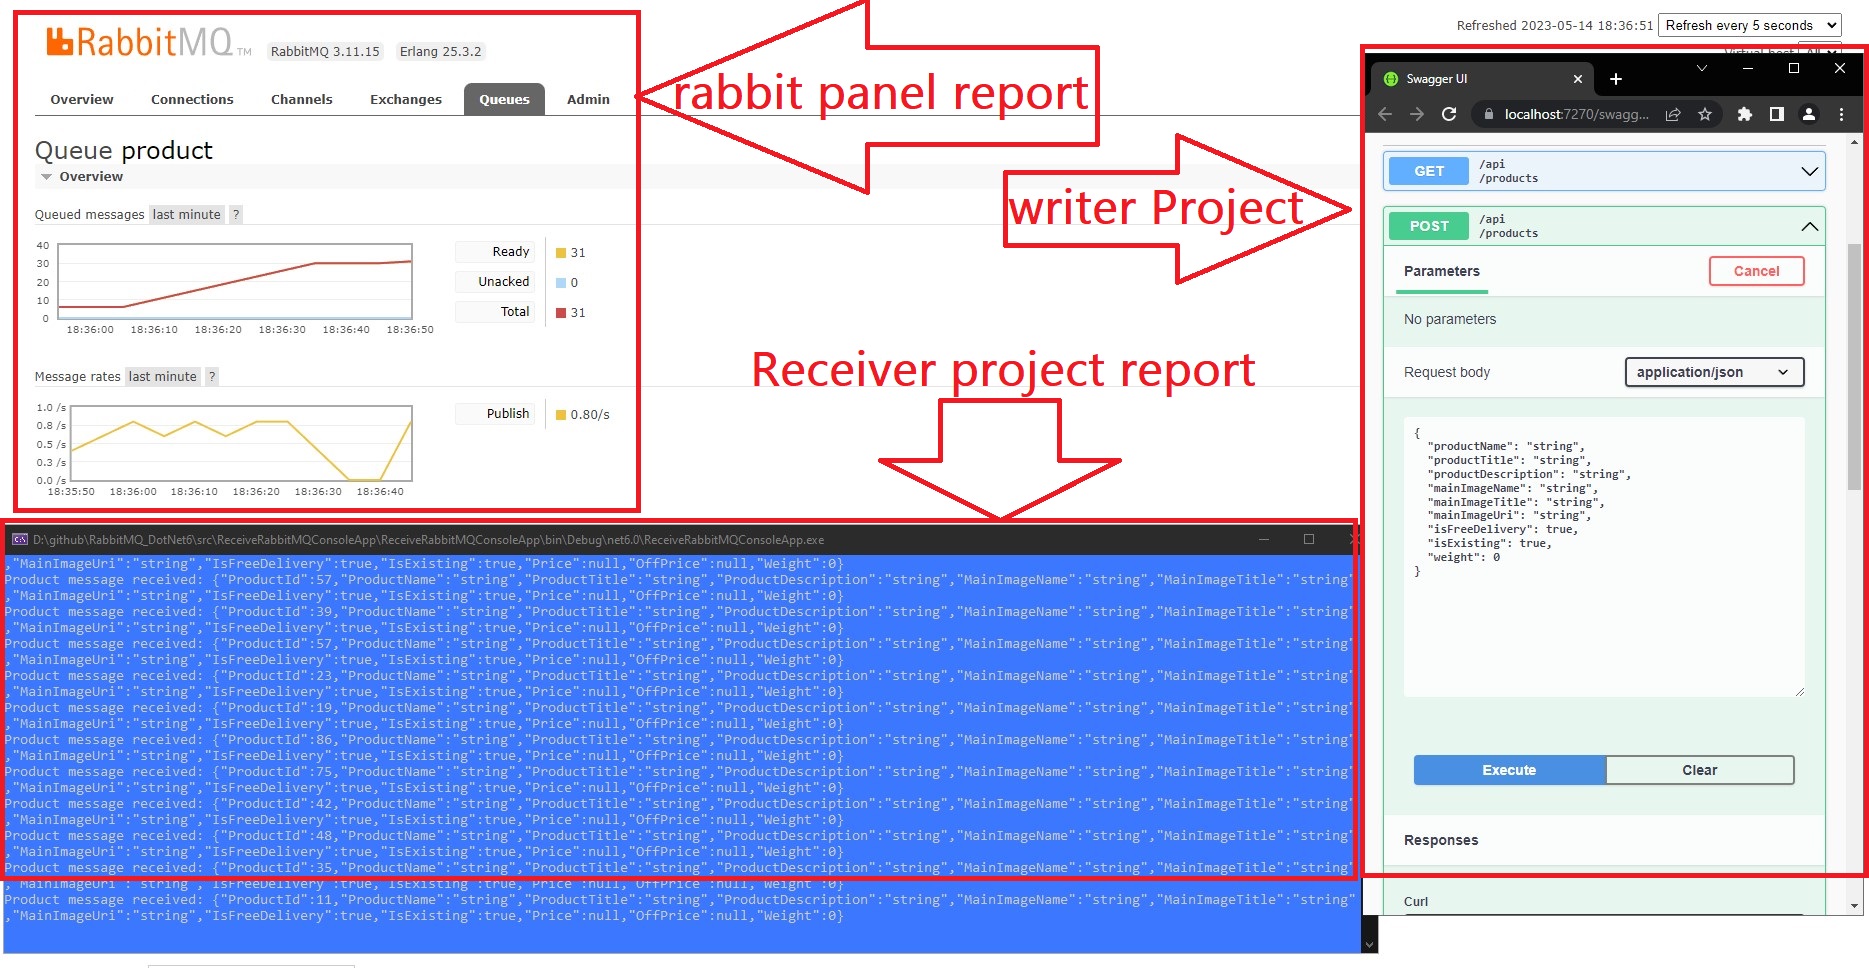 RabbitMQ TM RabbitMQ 3.11.15 Erlang 25.3.2
Refreshed 2023-05-14 18:36:51 Refresh every 5 seconds
Overview Connections Channels Exchanges Queues Admin
rabbit panel report
Queue product
Overview
Queued messages last minute ?
40
30
20
10
0
18:36:00 18:36:10 18:36:20 18:36:30 18:36:40 18:36:50
Ready 31
Unacked 0
Total 31
Message rates last minute ?
1.0 /s
0.8 /s
0.5 /s
0.3 /s
0.0 /s
18:35:50 18:36:00 18:36:10 18:36:20 18:36:30 18:36:40
Publish 0.80/s
writer Project
Receiver project report
Swagger UI
localhost:7270/swagg...
GET /api
/products
POST /api
/products
Parameters Cancel
No parameters
Request body application/json
{
"productName": "string",
"productTitle": "string",
"productDescription": "string",
"mainImageName": "string",
"mainImageTitle": "string",
"mainImageUri": "string",
"isFreeDelivery": true,
"isExisting": true,
"weight": 0
}
Execute Clear
Responses
Curl
D:\github\RabbitMQ_DotNet6\src\ReceiveRabbitMQConsoleApp\ReceiveRabbitMQConsoleApp\bin\Debug\net6.0\ReceiveRabbitMQConsoleApp.exe
,"MainImageUri":"string","IsFreeDelivery":true,"IsExisting":true,"Price":null,"OffPrice":null,"Weight":0}
Product message received: {"ProductId":57,"ProductName":"string","ProductTitle":"string","ProductDescription":"string","MainImageName":"string","MainImageTitle":"string"
,"MainImageUri":"string","IsFreeDelivery":true,"IsExisting":true,"Price":null,"OffPrice":null,"Weight":0}
Product message received: {"ProductId":39,"ProductName":"string","ProductTitle":"string","ProductDescription":"string","MainImageName":"string","MainImageTitle":"string"
,"MainImageUri":"string","IsFreeDelivery":true,"IsExisting":true,"Price":null,"OffPrice":null,"Weight":0}
Product message received: {"ProductId":57,"ProductName":"string","ProductTitle":"string","ProductDescription":"string","MainImageName":"string","MainImageTitle":"string"
,"MainImageUri":"string","IsFreeDelivery":true,"IsExisting":true,"Price":null,"OffPrice":null,"Weight":0}
Product message received: {"ProductId":23,"ProductName":"string","ProductTitle":"string","ProductDescription":"string","MainImageName":"string","MainImageTitle":"string"
,"MainImageUri":"string","IsFreeDelivery":true,"IsExisting":true,"Price":null,"OffPrice":null,"Weight":0}
Product message received: {"ProductId":19,"ProductName":"string","ProductTitle":"string","ProductDescription":"string","MainImageName":"string","MainImageTitle":"string"
,"MainImageUri":"string","IsFreeDelivery":true,"IsExisting":true,"Price":null,"OffPrice":null,"Weight":0}
Product message received: {"ProductId":86,"ProductName":"string","ProductTitle":"string","ProductDescription":"string","MainImageName":"string","MainImageTitle":"string"
,"MainImageUri":"string","IsFreeDelivery":true,"IsExisting":true,"Price":null,"OffPrice":null,"Weight":0}
Product message received: {"ProductId":75,"ProductName":"string","ProductTitle":"string","ProductDescription":"string","MainImageName":"string","MainImageTitle":"string"
,"MainImageUri":"string","IsFreeDelivery":true,"IsExisting":true,"Price":null,"OffPrice":null,"Weight":0}
Product message received: {"ProductId":42,"ProductName":"string","ProductTitle":"string","ProductDescription":"string","MainImageName":"string","MainImageTitle":"string"
,"MainImageUri":"string","IsFreeDelivery":true,"IsExisting":true,"Price":null,"OffPrice":null,"Weight":0}
Product message received: {"ProductId":48,"ProductName":"string","ProductTitle":"string","ProductDescription":"string","MainImageName":"string","MainImageTitle":"string"
,"MainImageUri":"string","IsFreeDelivery":true,"IsExisting":true,"Price":null,"OffPrice":null,"Weight":0}
Product message received: {"ProductId":35,"ProductName":"string","ProductTitle":"string","ProductDescription":"string","MainImageName":"string","MainImageTitle":"string"
,"MainImageUri":"string","IsFreeDelivery":true,"IsExisting":true,"Price":null,"OffPrice":null,"Weight":0}
Product message received: {"ProductId":11,"ProductName":"string","ProductTitle":"string","ProductDescription":"string","MainImageName":"string","MainImageTitle":"string"
,"MainImageUri":"string","IsFreeDelivery":true,"IsExisting":true,"Price":null,"OffPrice":null,"Weight":0}